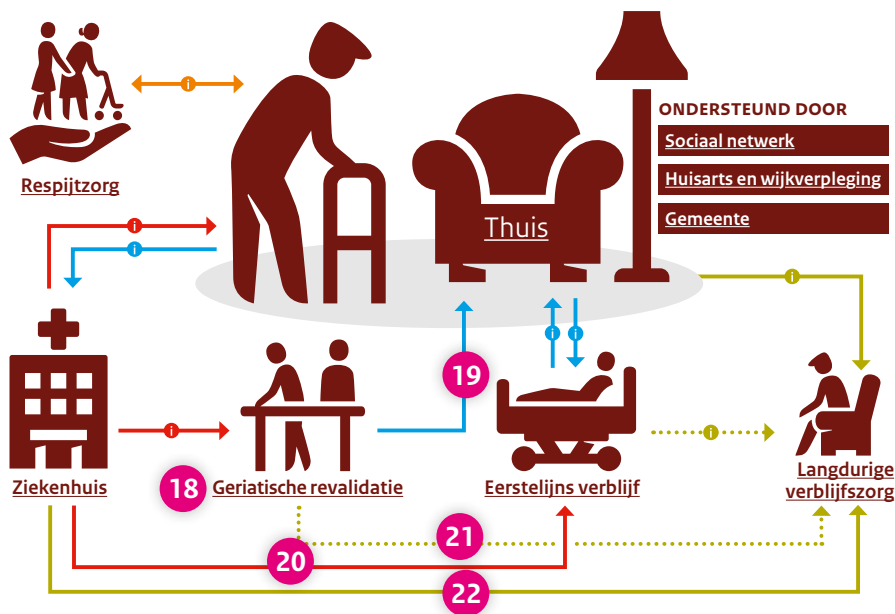 ONDERSTEUND DOOR
Sociaal netwerk
Huisarts en wijkverpleging
Gemeente
Respijtzorg
i
i
i
Thuis
i
i
i
19
i
i
Ziekenhuis
18
Geriatische revalidatie
Eerstelijns verblijf
Langdurige
verblijfszorg
21
20
22